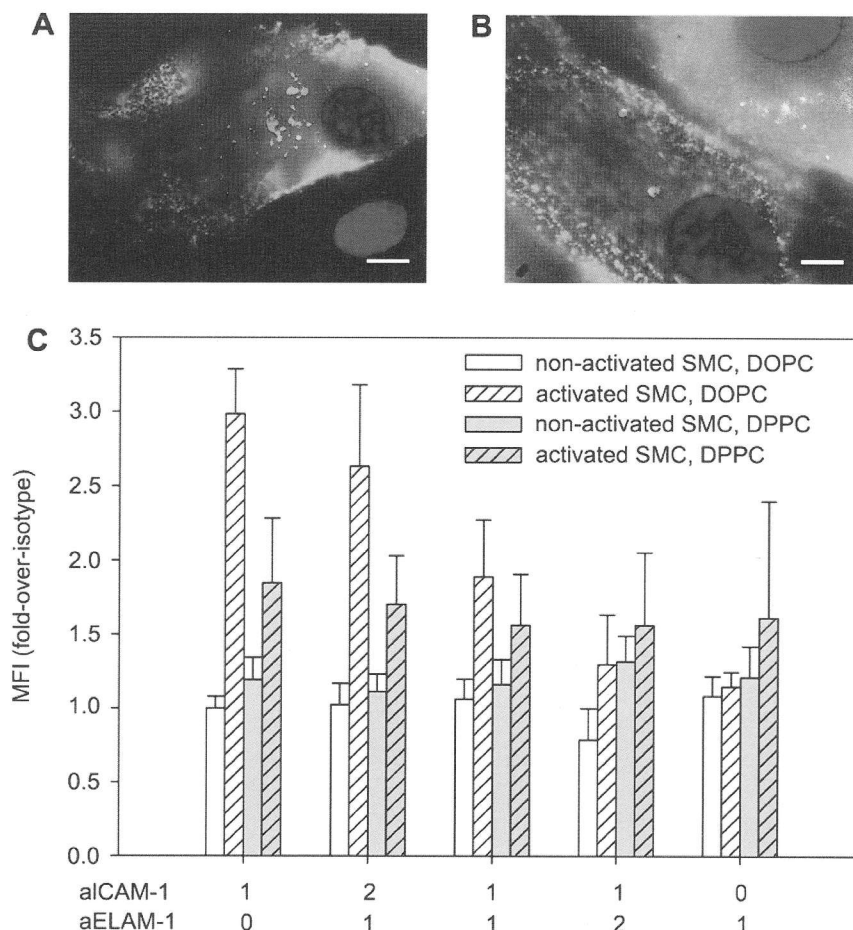 A
B
C
3.5
3.0
2.5
2.0
1.5
1.0
0.5
0.0
MFI (fold-over-isotype)
non-activated SMC, DOPC
activated SMC, DOPC
non-activated SMC, DPPC
activated SMC, DPPC
aICAM-1 1 2 1 1 0
aELAM-1 0 1 1 2 1